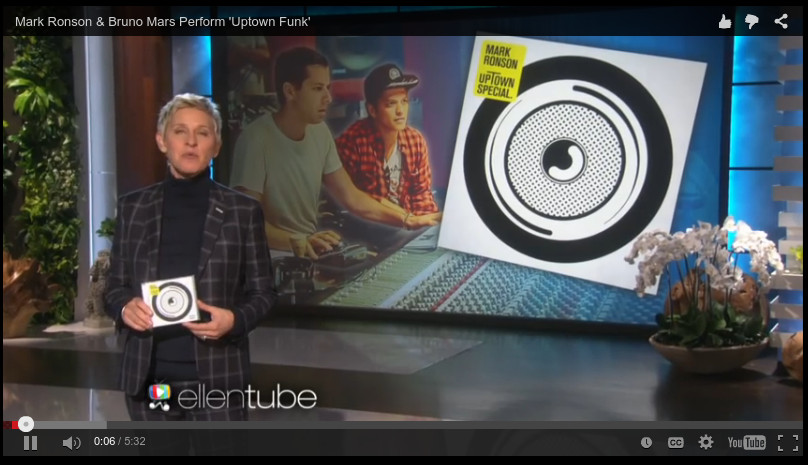 Mark Ronson & Bruno Mars Perform 'Uptown Funk'
MARK
RONSON
UPTOWN
SPECIAL.
ellentube
0:06 / 5:32
CC
YouTube